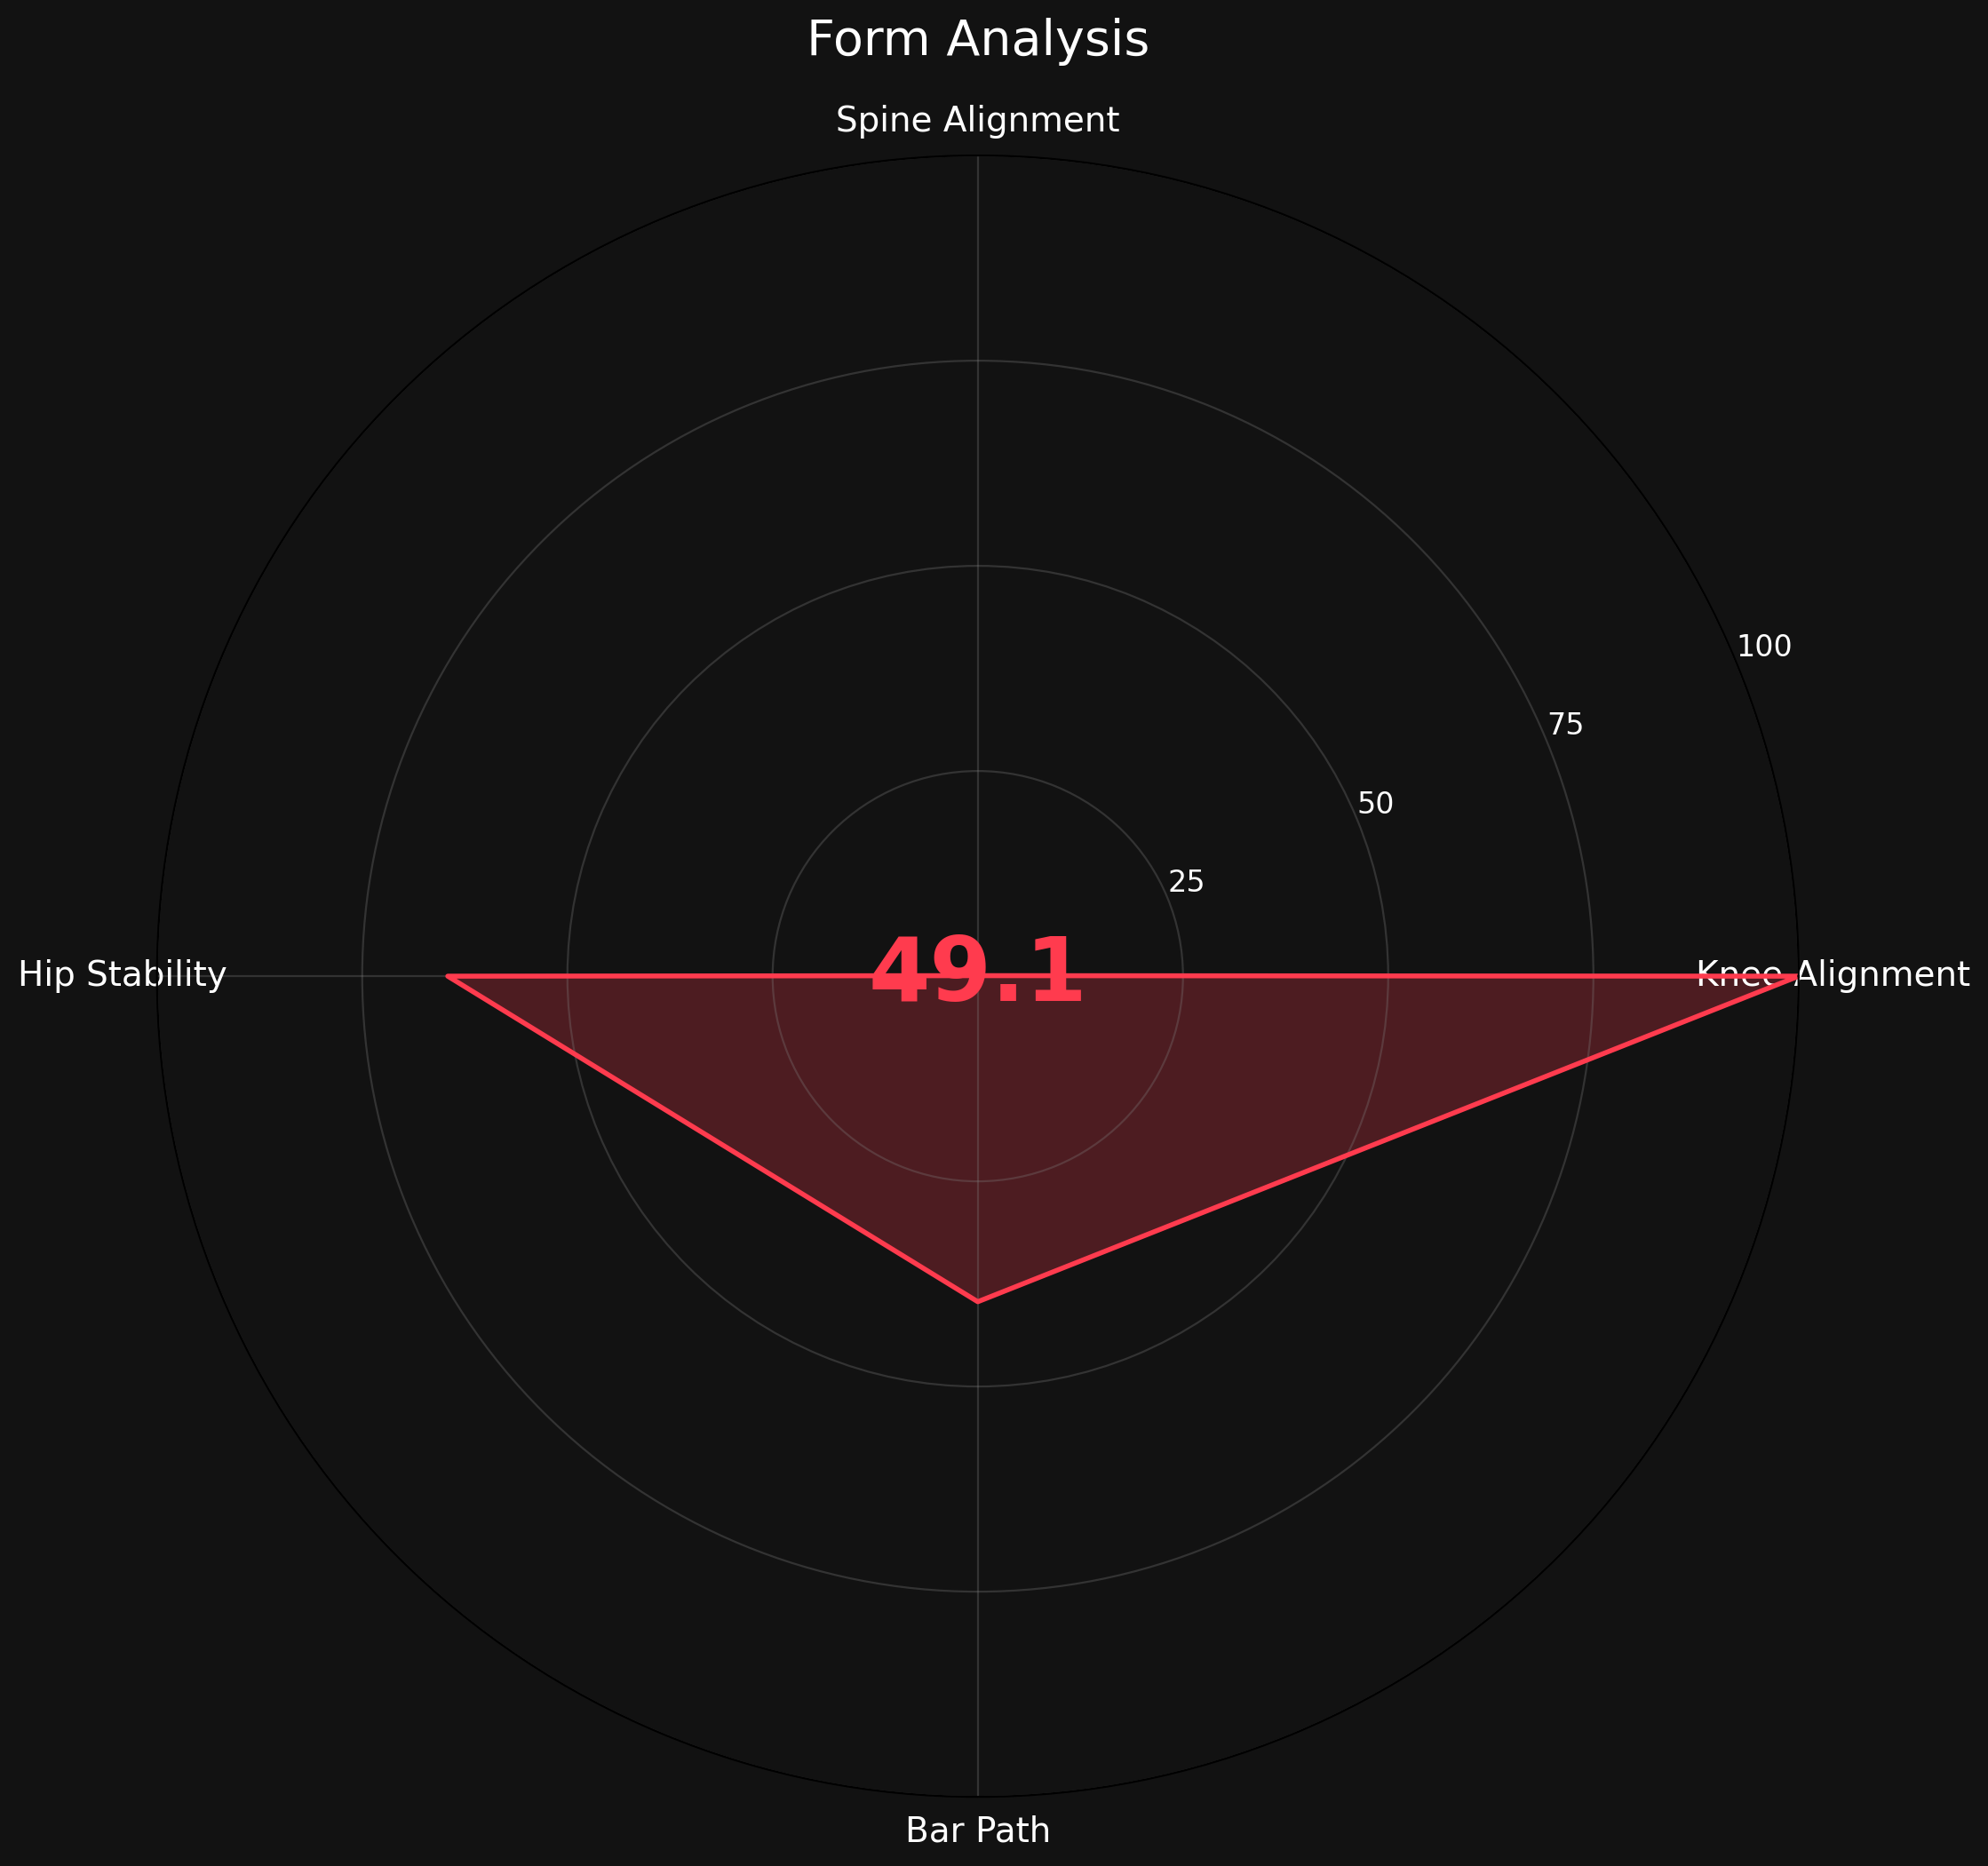 Form Analysis
Spine Alignment
100
75
50
25
49.1
Hip Stability
Knee Alignment
Bar Path